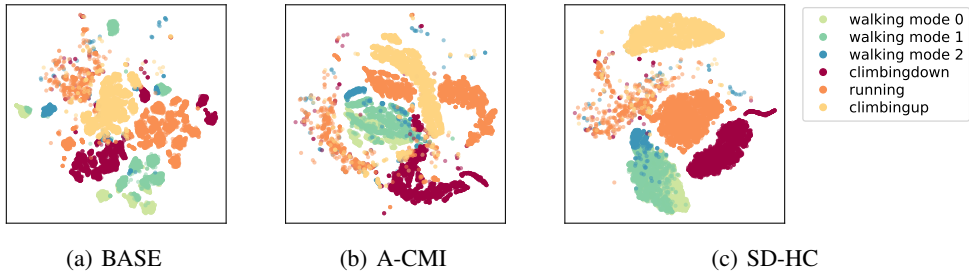 walking mode 0
walking mode 1
walking mode 2
climbingdown
running
climbingup
(a) BASE
(b) A-CMI
(c) SD-HC